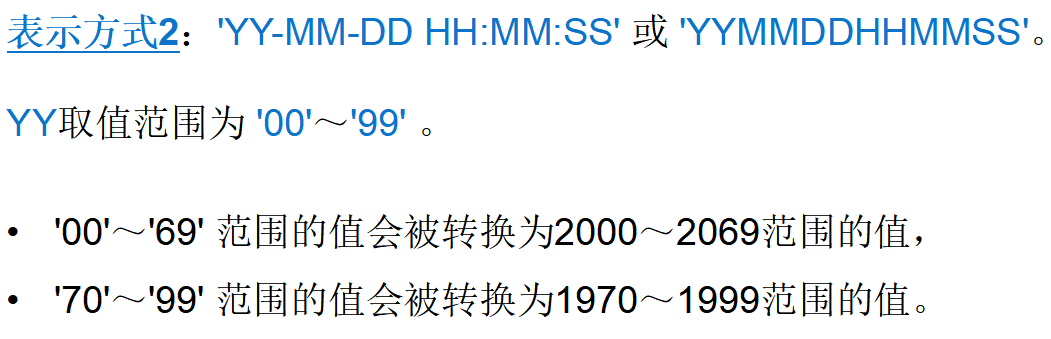 表示方式2：'YY-MM-DD HH:MM:SS' 或 'YYMMDDHHMMSS'。
YY取值范围为 '00'～'99' 。
• '00'～'69' 范围的值会被转换为2000～2069范围的值，
• '70'～'99' 范围的值会被转换为1970～1999范围的值。